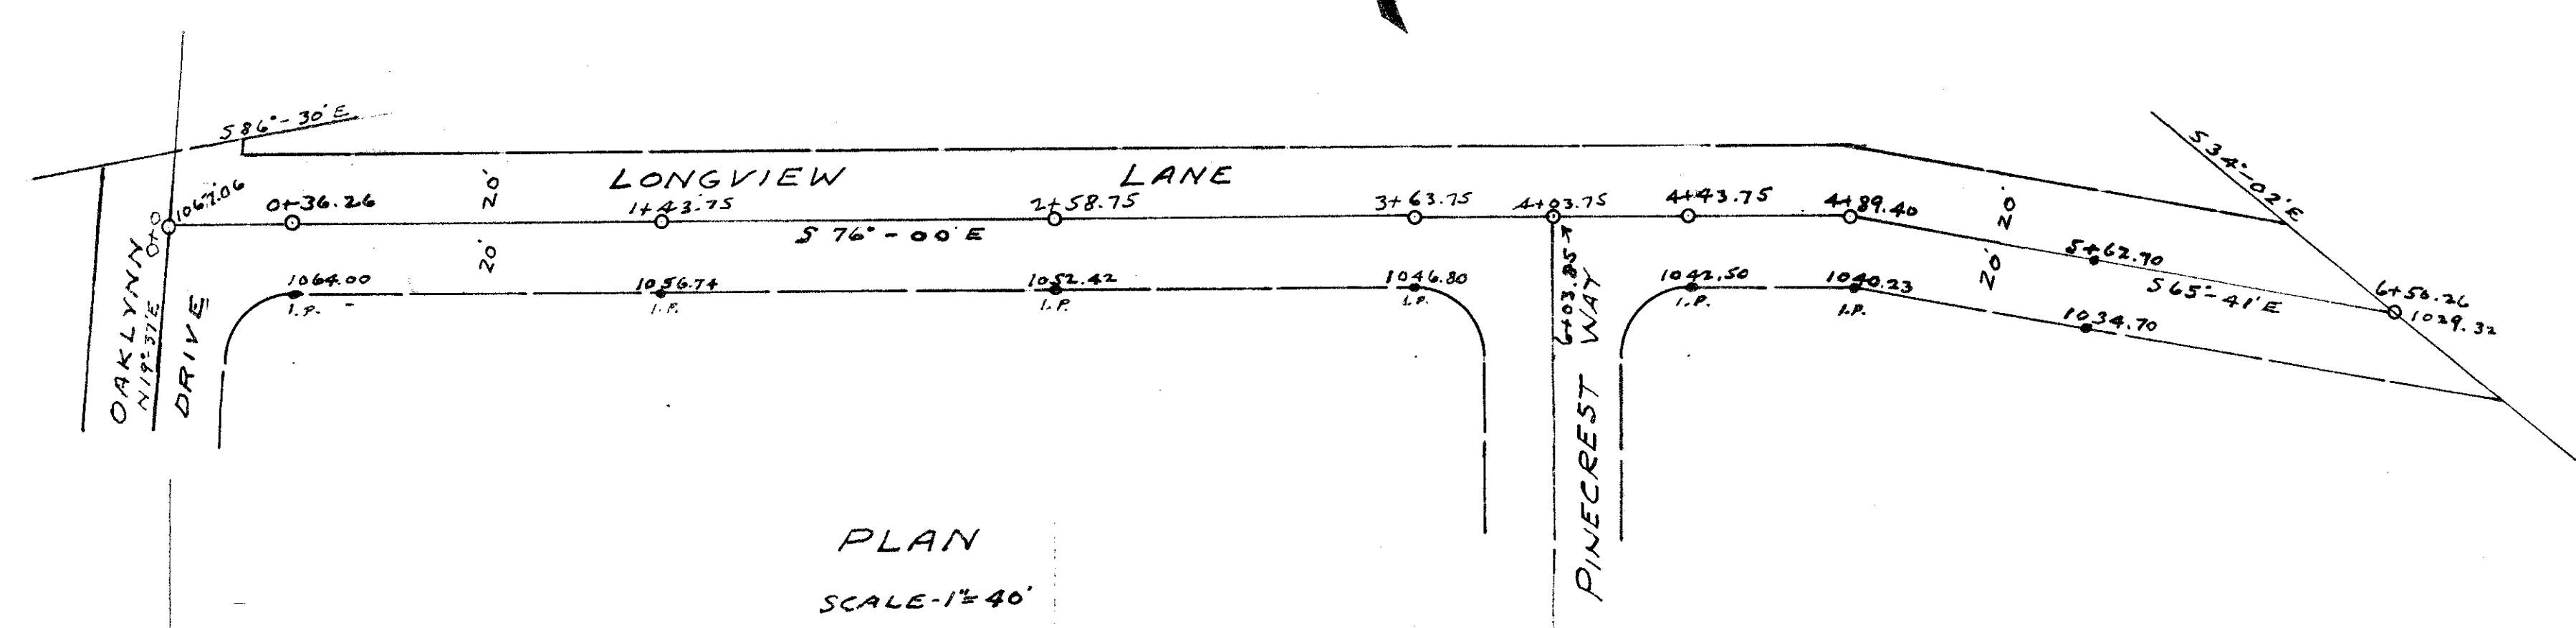 S 86°-30' E
S 34°-02' E
LONGVIEW LANE
20'
20'
1067.06
0+0
0+36.26
1+43.75
2+58.75
3+63.75
4+03.75
4+43.75
4+89.40
20'
20'
S 76°-00' E
5+62.70
S 65°-41' E
6+50.26
1029.32
1064.00
I.P.
1056.74
I.P.
1052.42
I.P.
1046.80
I.P.
1042.50
I.P.
1040.23
I.P.
1034.70
OAKLYNN
N 19°-37' E
DRIVE
6+03.85
PINECREST WAY
PLAN
SCALE-1"=40'